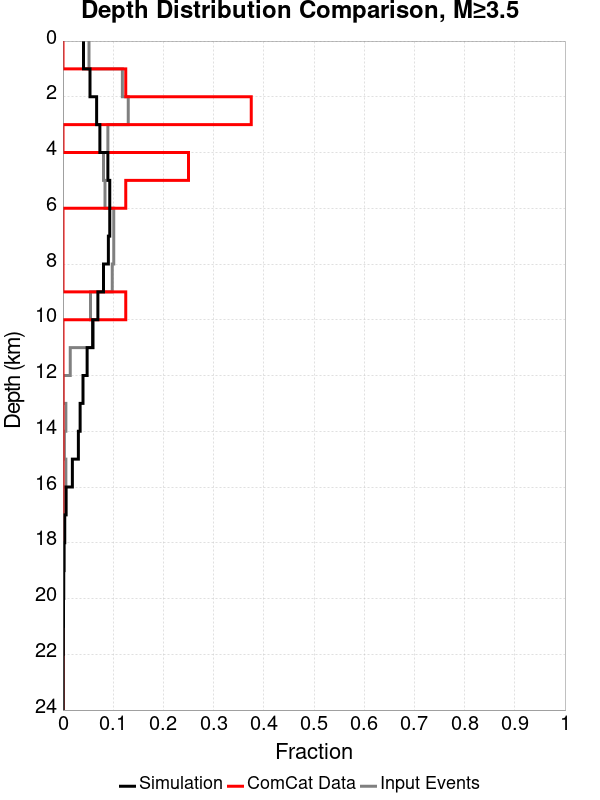 Depth Distribution Comparison, M≥3.5
0
2
4
6
8
10
12
14
16
18
20
22
24
Depth (km)
0 0.1 0.2 0.3 0.4 0.5 0.6 0.7 0.8 0.9 1
Fraction
Simulation ComCat Data Input Events